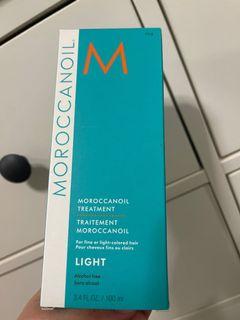 MOROCCANOIL.
M
MOROCCANOIL
TREATMENT
TRAITEMENT
MOROCCANOIL
For fine or light-colored hair
Pour cheveux fins ou clairs
LIGHT
Alcohol free
Sans alcool
3.4 FL.OZ. / 100 ml